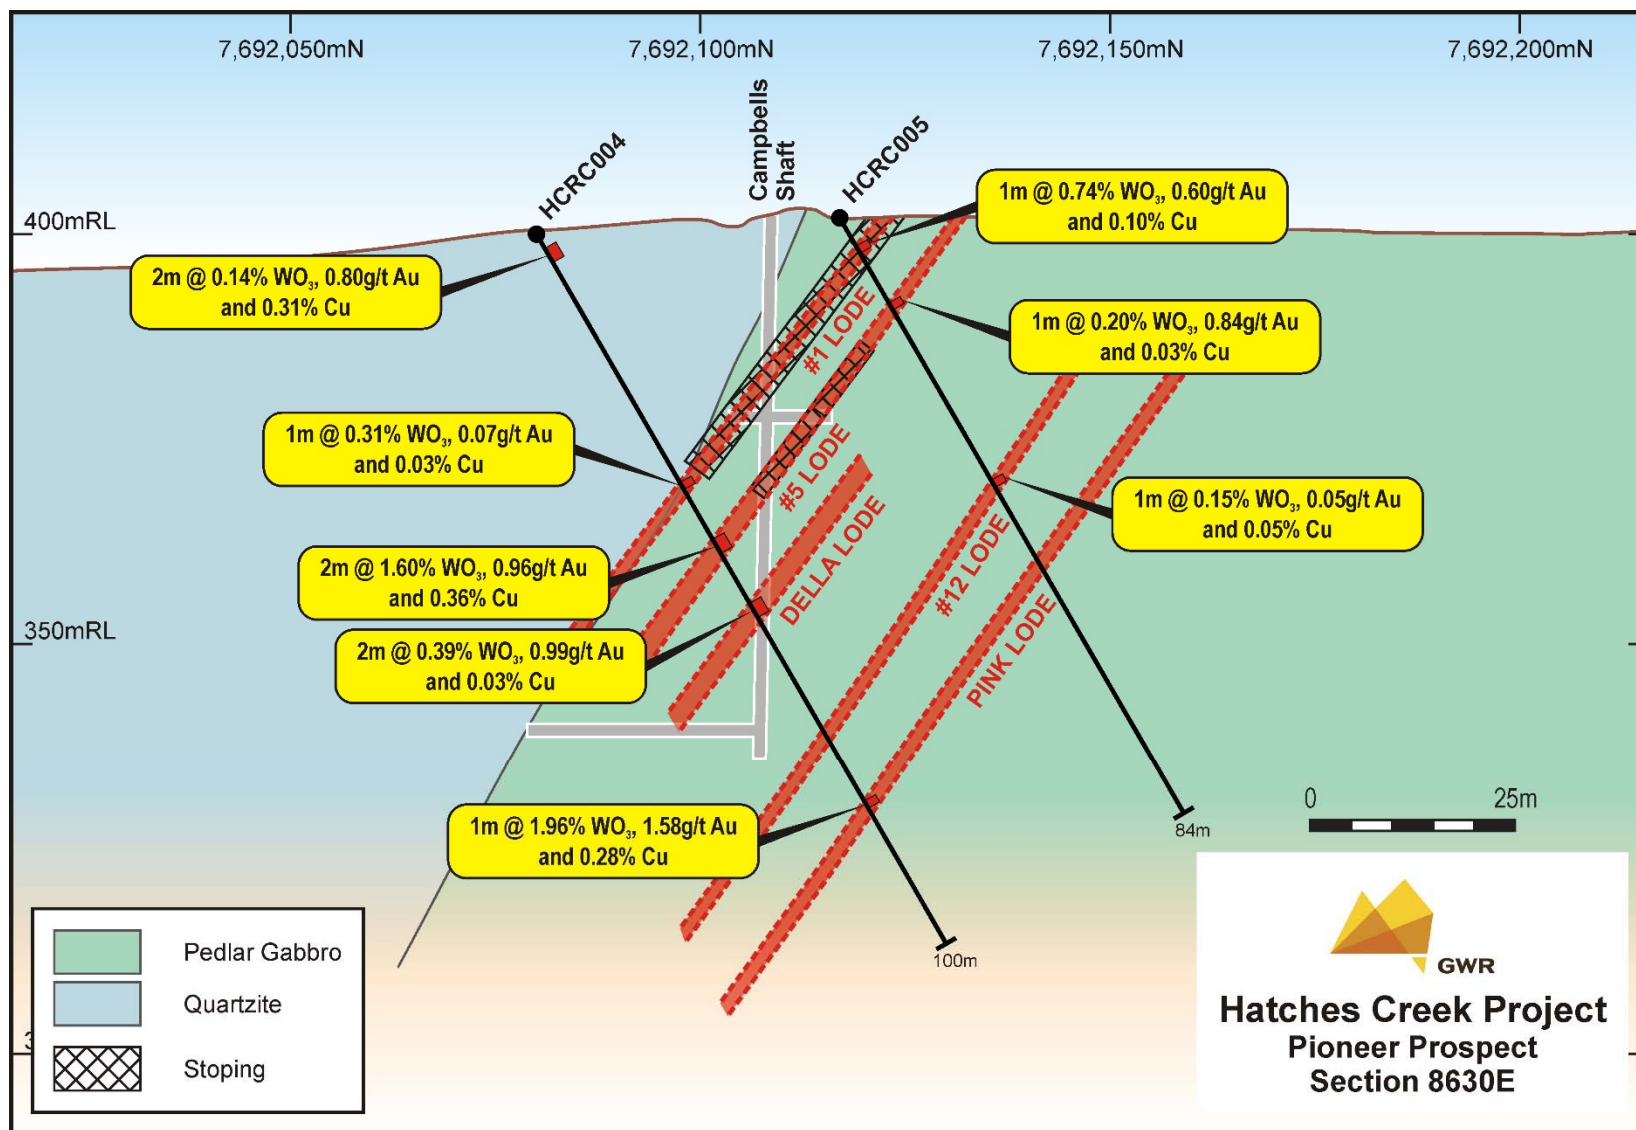 7,692,050mN
7,692,100mN
7,692,150mN
7,692,200mN
HCRC004
Campbells
Shaft
HCRC005
400mRL
350mRL
3
1m @ 0.74% WO₃, 0.60g/t Au
and 0.10% Cu
2m @ 0.14% WO₃, 0.80g/t Au
and 0.31% Cu
1m @ 0.20% WO₃, 0.84g/t Au
and 0.03% Cu
1m @ 0.31% WO₃, 0.07g/t Au
and 0.03% Cu
1m @ 0.15% WO₃, 0.05g/t Au
and 0.05% Cu
2m @ 1.60% WO₃, 0.96g/t Au
and 0.36% Cu
2m @ 0.39% WO₃, 0.99g/t Au
and 0.03% Cu
1m @ 1.96% WO₃, 1.58g/t Au
and 0.28% Cu
#1 LODE
#5 LODE
DELLA LODE
#12 LODE
PINK LODE
84m
100m
0
25m
Pedlar Gabbro
Quartzite
Stoping
GWR
Hatches Creek Project
Pioneer Prospect
Section 8630E